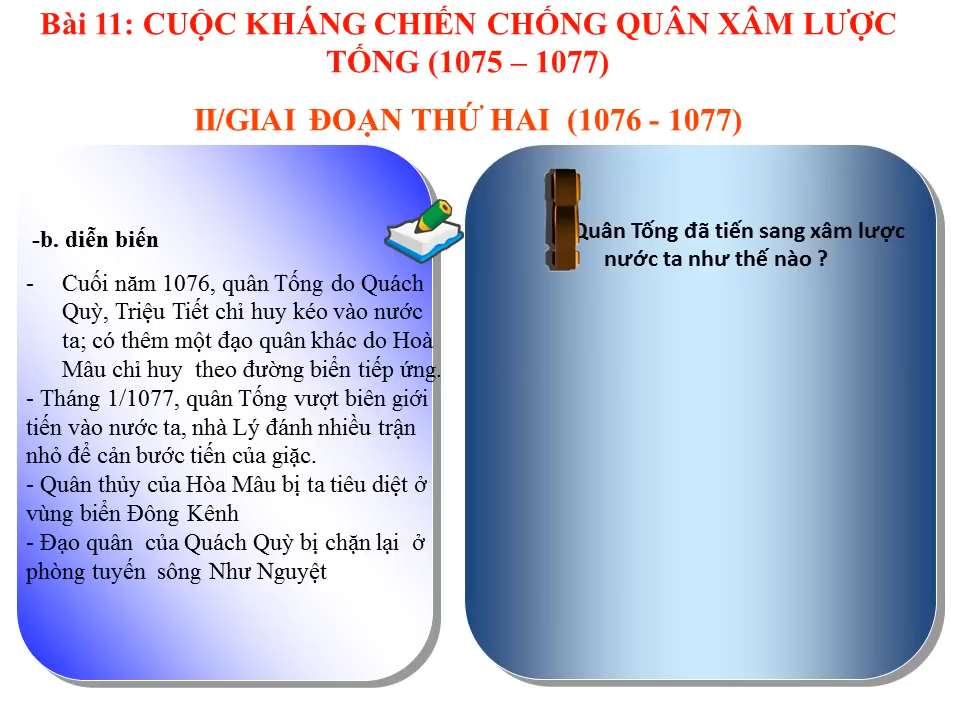 Bài 11: CUỘC KHÁNG CHIẾN CHỐNG QUÂN XÂM LƯỢC
TỐNG (1075 – 1077)
II/GIAI ĐOẠN THỨ HAI (1076 - 1077)
-b. diễn biến
- Cuối năm 1076, quân Tống do Quách
Quỳ, Triệu Tiết chỉ huy kéo vào nước
ta; có thêm một đạo quân khác do Hoà
Mâu chỉ huy theo đường biển tiếp ứng.
- Tháng 1/1077, quân Tống vượt biên giới
tiến vào nước ta, nhà Lý đánh nhiều trận
nhỏ để cản bước tiến của giặc.
- Quân thủy của Hòa Mâu bị ta tiêu diệt ở
vùng biển Đông Kênh
- Đạo quân của Quách Quỳ bị chặn lại ở
phòng tuyến sông Như Nguyệt
Quân Tống đã tiến sang xâm lược
nước ta như thế nào ?